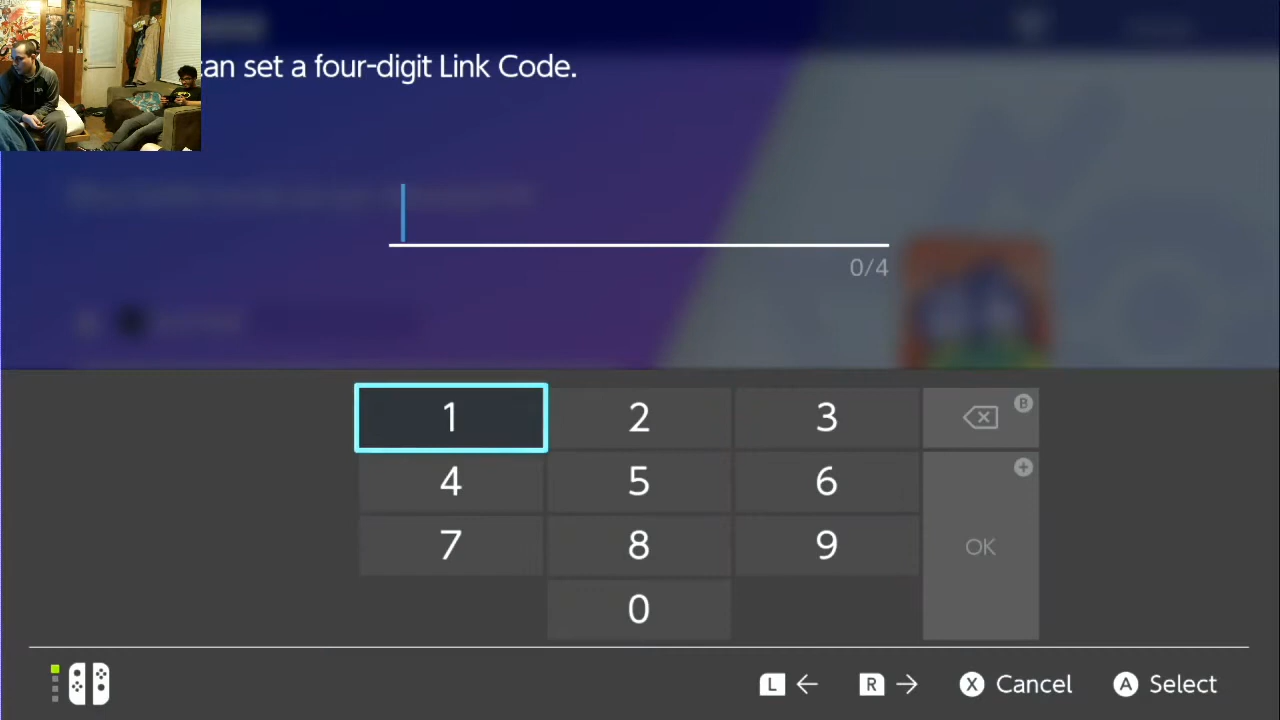 an set a four-digit Link Code.
0/4
1 2 3 B
4 5 6 +
7 8 9 OK
0
L ← R → X Cancel A Select